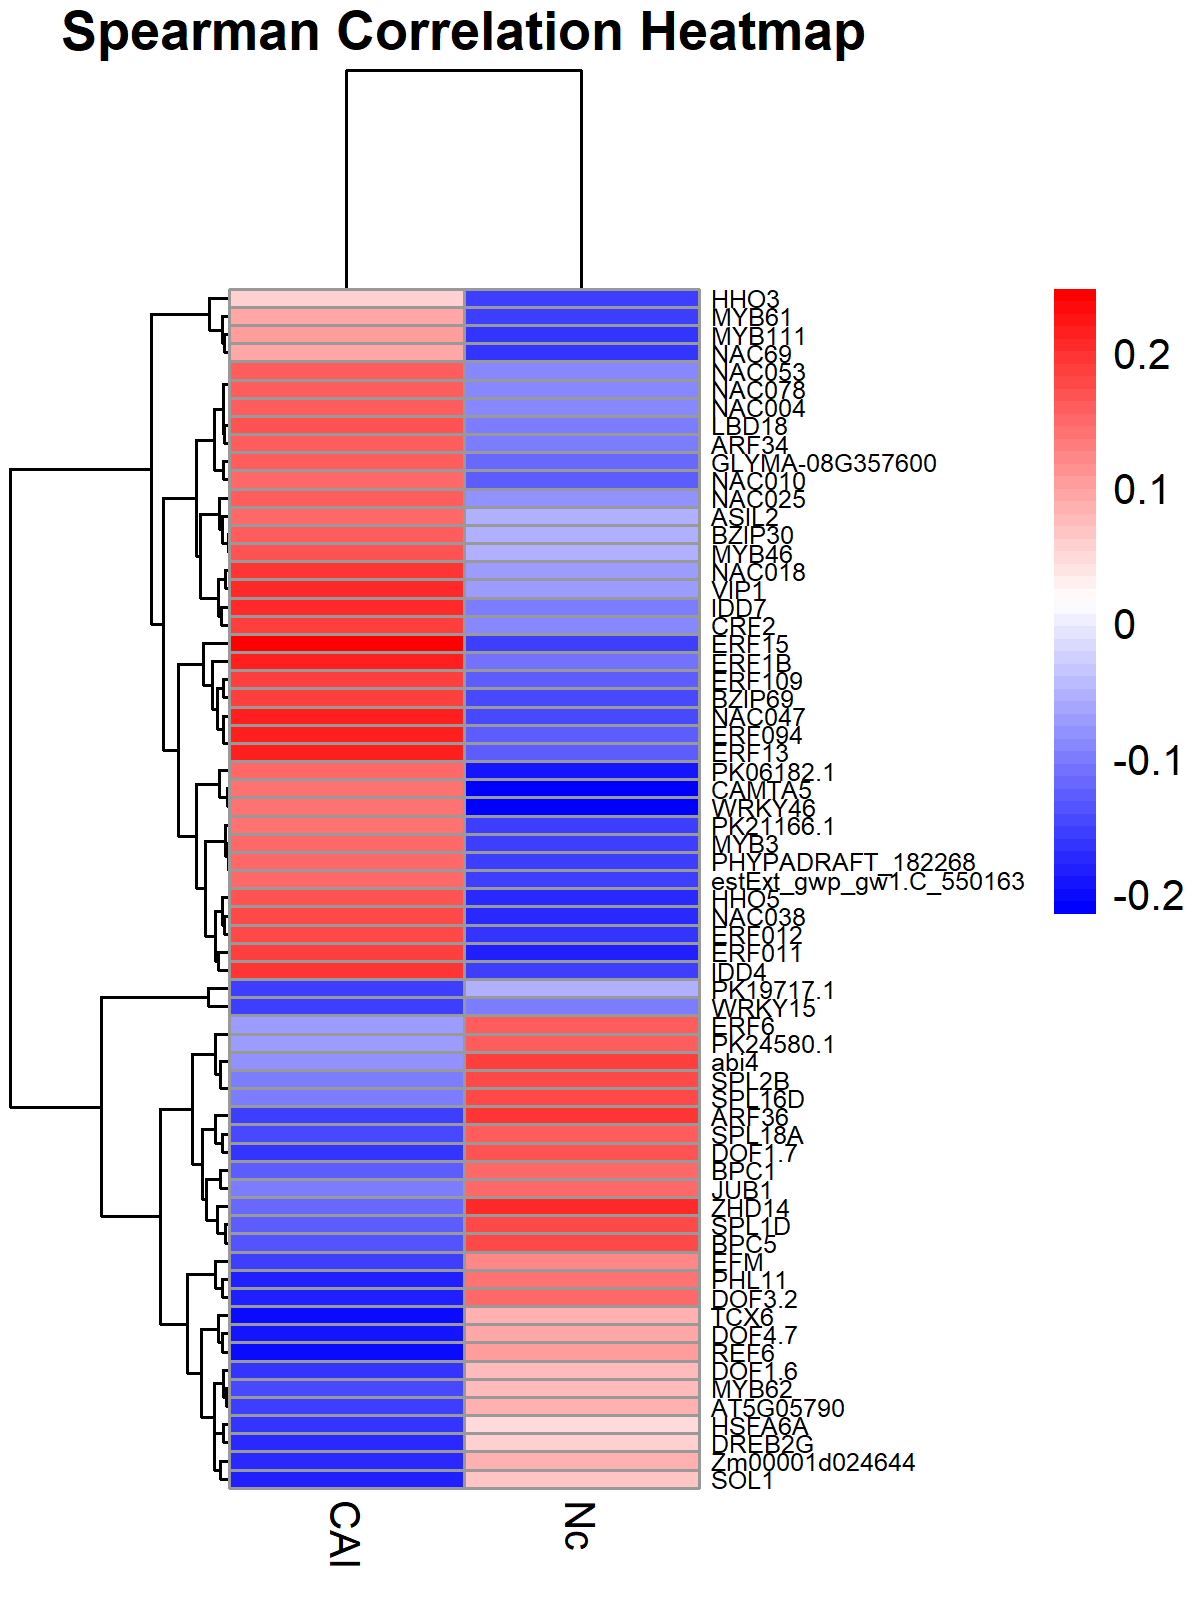 Spearman Correlation Heatmap
HHO3
MYB61
MYB111
NAC69
NAC053
NAC078
NAC004
LBD18
ARF34
GLYMA-08G357600
NAC010
NAC025
ASIL2
BZIP30
MYB46
NAC018
VIP1
IDD7
CRF2
ERF15
ERF1B
ERF109
BZIP69
NAC047
ERF094
ERF13
PK06182.1
CAMTA5
WRKY46
PK21166.1
MYB3
PHYPADRAFT_182268
estExt_gwp_gw1.C_550163
HHO5
NAC038
ERF012
ERF011
IDD4
PK19717.1
WRKY15
ERF6
PK24580.1
abi4
SPL2B
SPL16D
ARF36
SPL18A
DOF1.7
BPC1
JUB1
ZHD14
SPL1D
BPC5
EFM
PHL11
DOF3.2
TCX6
DOF4.7
REF6
DOF1.6
MYB62
AT5G05790
HSFA6A
DREB2G
Zm00001d024644
SOL1
0.2
0.1
0
-0.1
-0.2
CAI
Nc